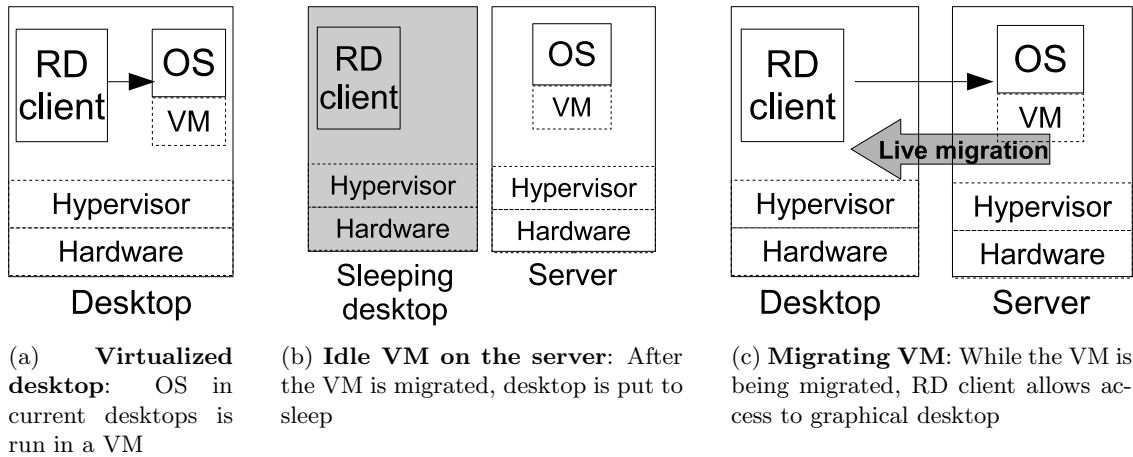 RD
client
OS
VM
Hypervisor
Hardware
Desktop
(a) Virtualized
desktop: OS in
current desktops is
run in a VM
RD
client
Hypervisor
Hardware
Sleeping
desktop
OS
VM
Hypervisor
Hardware
Server
(b) Idle VM on the server: After
the VM is migrated, desktop is put to
sleep
RD
client
Hypervisor
Hardware
Desktop
OS
VM
Live migration
Hypervisor
Hardware
Server
(c) Migrating VM: While the VM is
being migrated, RD client allows ac-
cess to graphical desktop